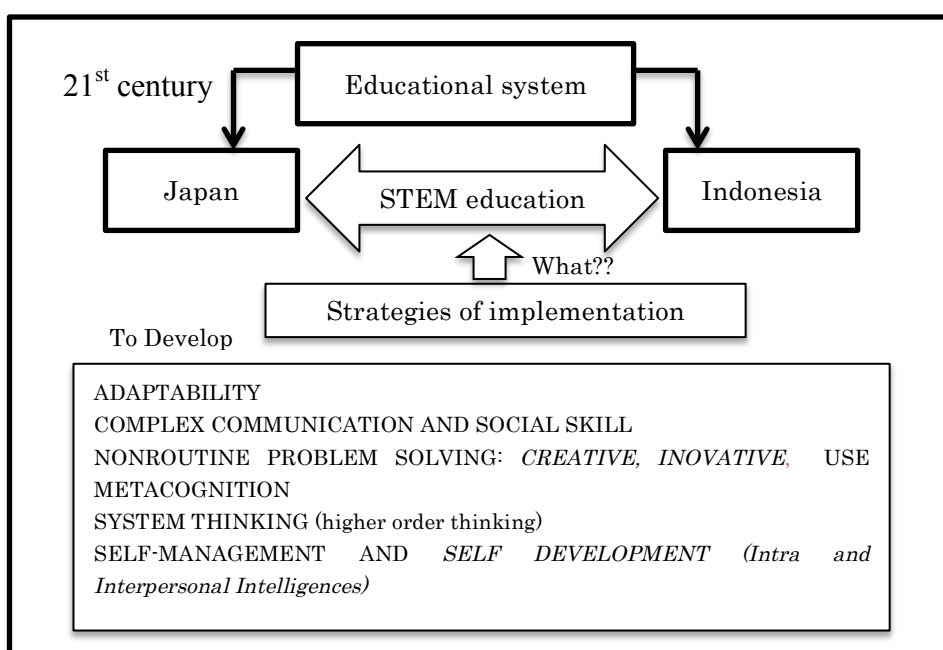 Educational system
21st century
Japan
STEM education
Indonesia
What??
Strategies of implementation
To Develop
ADAPTABILITY
COMPLEX COMMUNICATION AND SOCIAL SKILL
NONROUTINE PROBLEM SOLVING: CREATIVE, INOVATIVE, USE
METACOGNITION
SYSTEM THINKING (higher order thinking)
SELF-MANAGEMENT AND SELF DEVELOPMENT (Intra and
Interpersonal Intelligences)